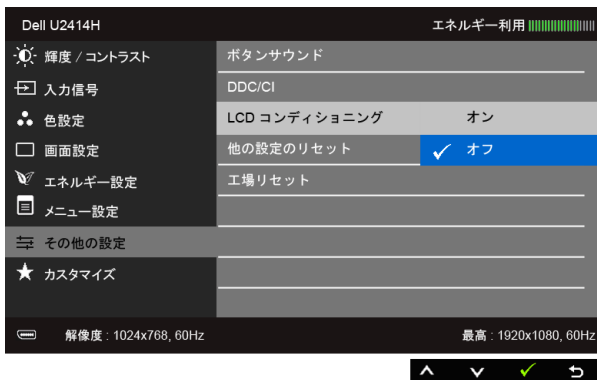 Dell U2414H
エネルギー利用
輝度 / コントラスト
ボタンサウンド
入力信号
DDC/CI
色設定
LCD コンディショニング
オン
画面設定
他の設定のリセット
オフ
エネルギー設定
工場リセット
メニュー設定
その他の設定
カスタマイズ
解像度 : 1024x768, 60Hz
最高 : 1920x1080, 60Hz